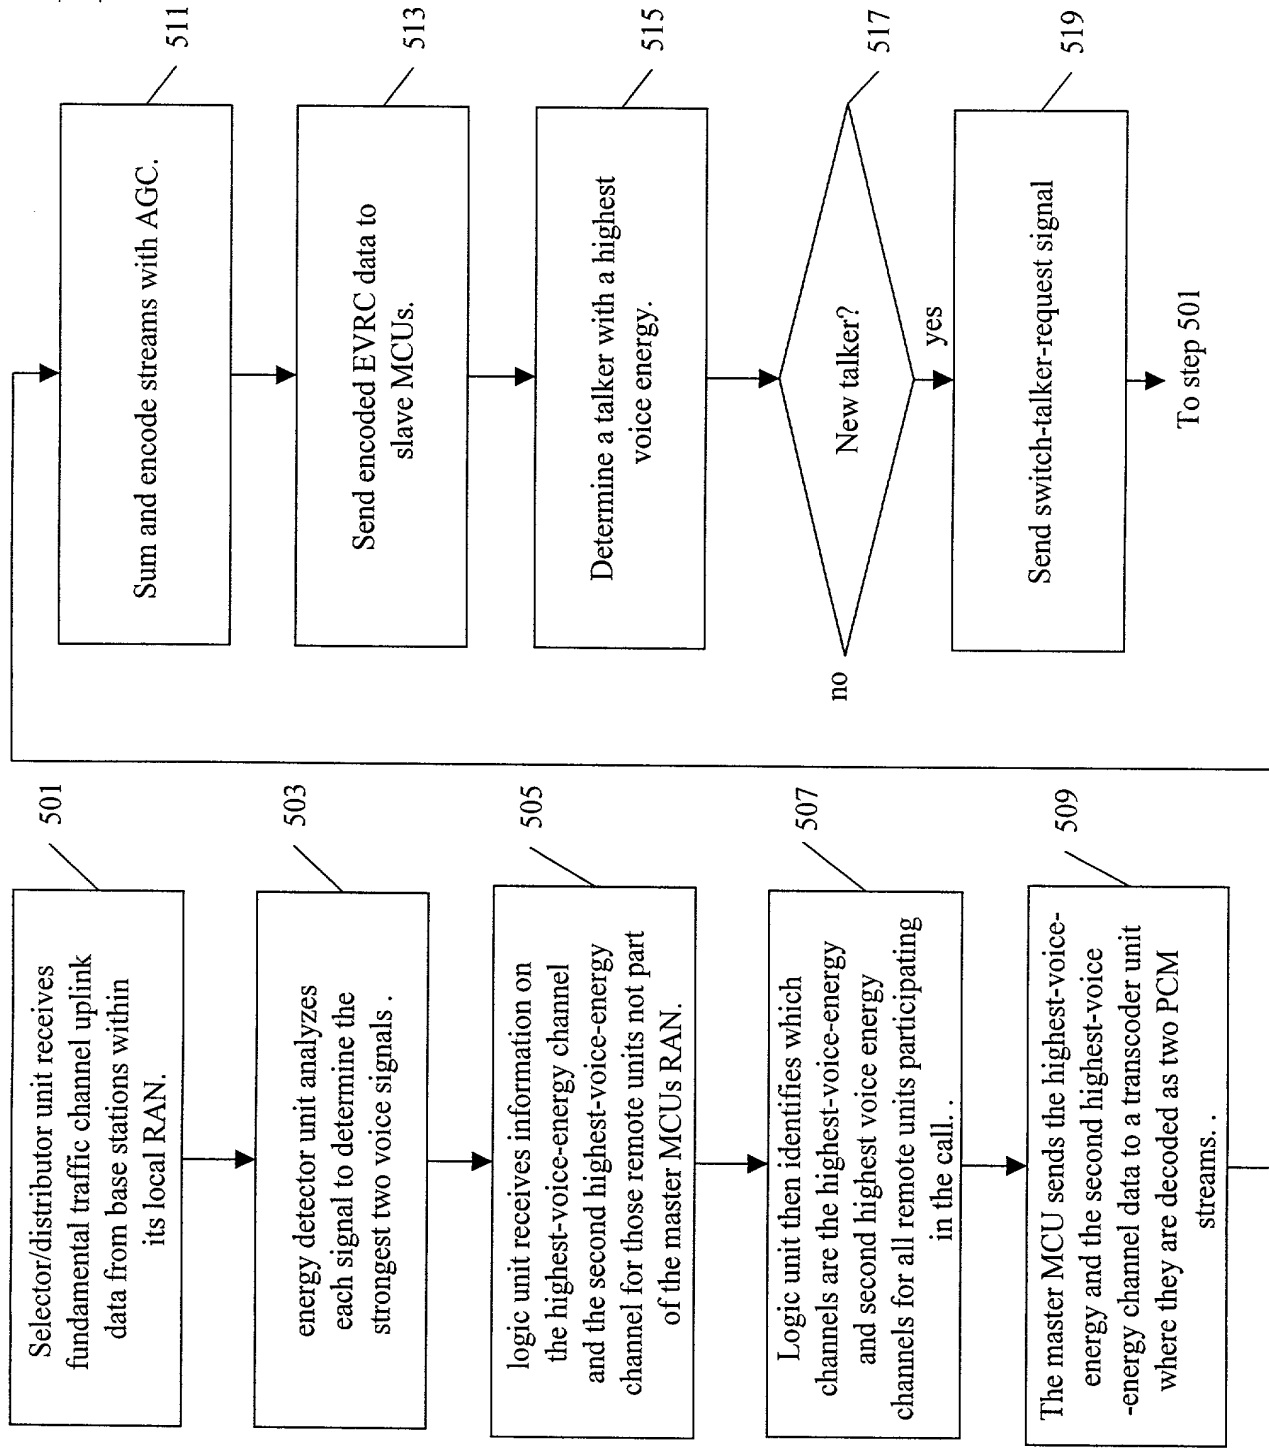 501
Selector/distributor unit receives
fundamental traffic channel uplink
data from base stations within
its local RAN.
503
energy detector unit analyzes
each signal to determine the
strongest two voice signals .
505
logic unit receives information on
the highest-voice-energy channel
and the second highest-voice-energy
channel for those remote units not part
of the master MCUs RAN.
507
Logic unit then identifies which
channels are the highest-voice-energy
and second highest voice energy
channels for all remote units participating
in the call. .
509
The master MCU sends the highest-voice-
energy and the second highest-voice
-energy channel data to a transcoder unit
where they are decoded as two PCM
streams. .
511
Sum and encode streams with AGC.
513
Send encoded EVRC data to
slave MCUs.
515
Determine a talker with a highest
voice energy.
517
New talker?
no
yes
519
Send switch-talker-request signal
To step 501